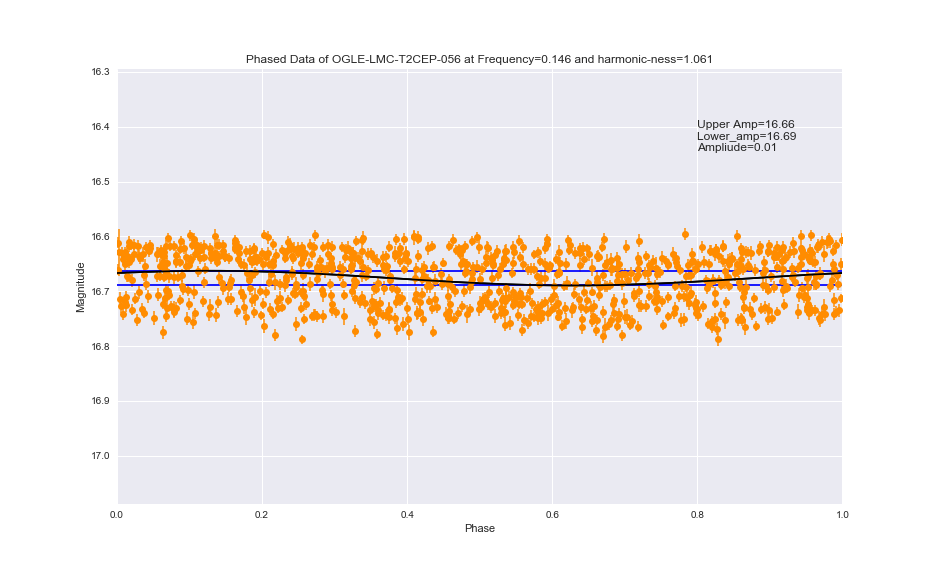 Phased Data of OGLE-LMC-T2CEP-056 at Frequency=0.146 and harmonic-ness=1.061
16.3
16.4
16.5
16.6
16.7
16.8
16.9
17.0
Magnitude
Upper Amp=16.66
Lower_amp=16.69
Ampliude=0.01
0.0
0.2
0.4
0.6
0.8
1.0
Phase